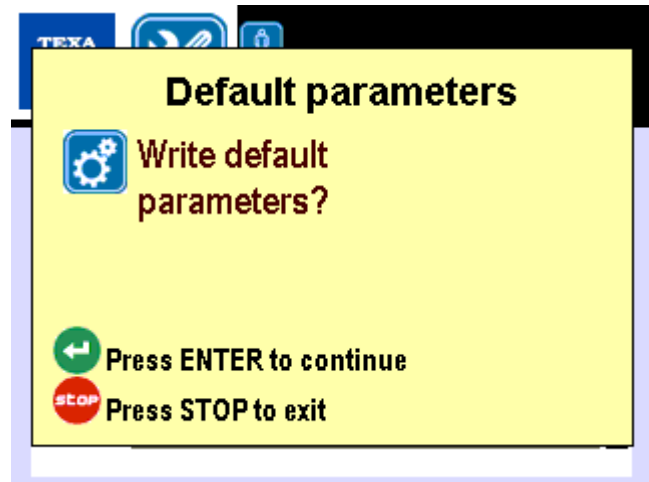 TEXA
Default parameters
Write default
parameters?
Press ENTER to continue
stop
Press STOP to exit